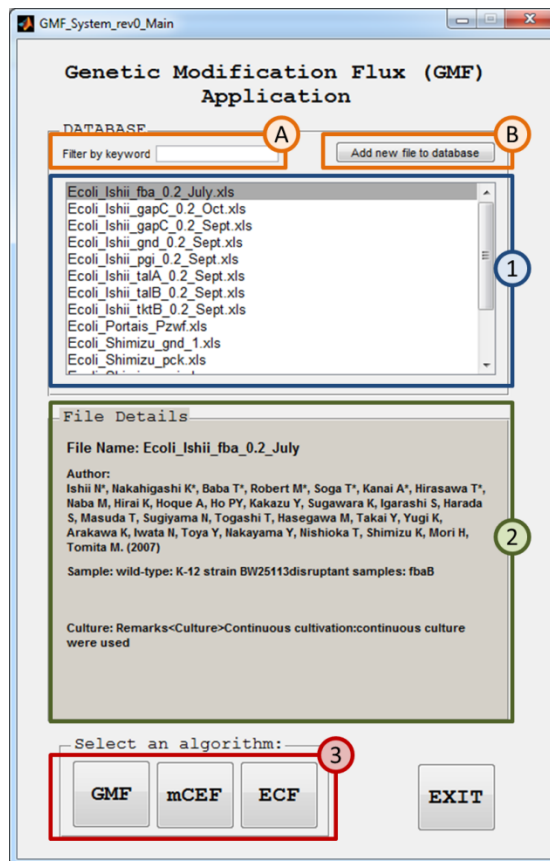 GMF_System_rev0_Main
Genetic Modification Flux (GMF)
Application
DATABASE
A
B
Filter by keyword
Add new file to database
Ecoli_Ishii_fba_0.2_July.xls
Ecoli_Ishii_gapC_0.2_Oct.xls
Ecoli_Ishii_gapC_0.2_Sept.xls
Ecoli_Ishii_gnd_0.2_Sept.xls
Ecoli_Ishii_pgi_0.2_Sept.xls
Ecoli_Ishii_talA_0.2_Sept.xls
Ecoli_Ishii_talB_0.2_Sept.xls
Ecoli_Ishii_tktB_0.2_Sept.xls
Ecoli_Portais_Pzwf.xls
Ecoli_Shimizu_gnd_1.xls
Ecoli_Shimizu_pck.xls
1
File Details
File Name: Ecoli_Ishii_fba_0.2_July
Author:
Ishii N*, Nakahigashi K*, Baba T*, Robert M*, Soga T*, Kanai A*, Hirasawa T*,
Naba M, Hirai K, Hoque A, Ho PY, Kakazu Y, Sugawara K, Igarashi S, Harada
S, Masuda T, Sugiyama N, Togashi T, Hasegawa M, Takai Y, Yugi K,
Arakawa K, Iwata N, Toya Y, Nakayama Y, Nishioka T, Shimizu K, Mori H,
Tomita M. (2007)
2
Sample: wild-type: K-12 strain BW25113disruptant samples: fbaB
Culture: Remarks<Culture>Continuous cultivation:continuous culture
were used
Select an algorithm:
3
GMF
mCEF
ECF
EXIT